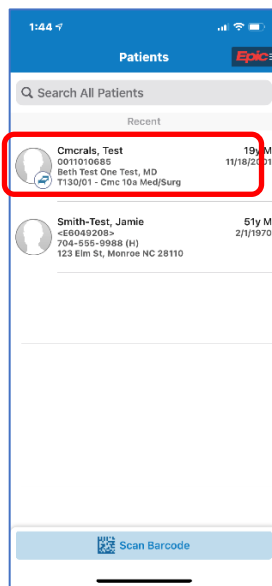 1:44
Patients
Epic
Search All Patients
Recent
Cmcrals, Test 19y M
0011010685 11/18/2001
Beth Test One Test, MD
T130/01 - Cmc 10a Med/Surg
Smith-Test, Jamie 51y M
<E6049208> 2/1/1970
704-555-9988 (H)
123 Elm St, Monroe NC 28110
Scan Barcode